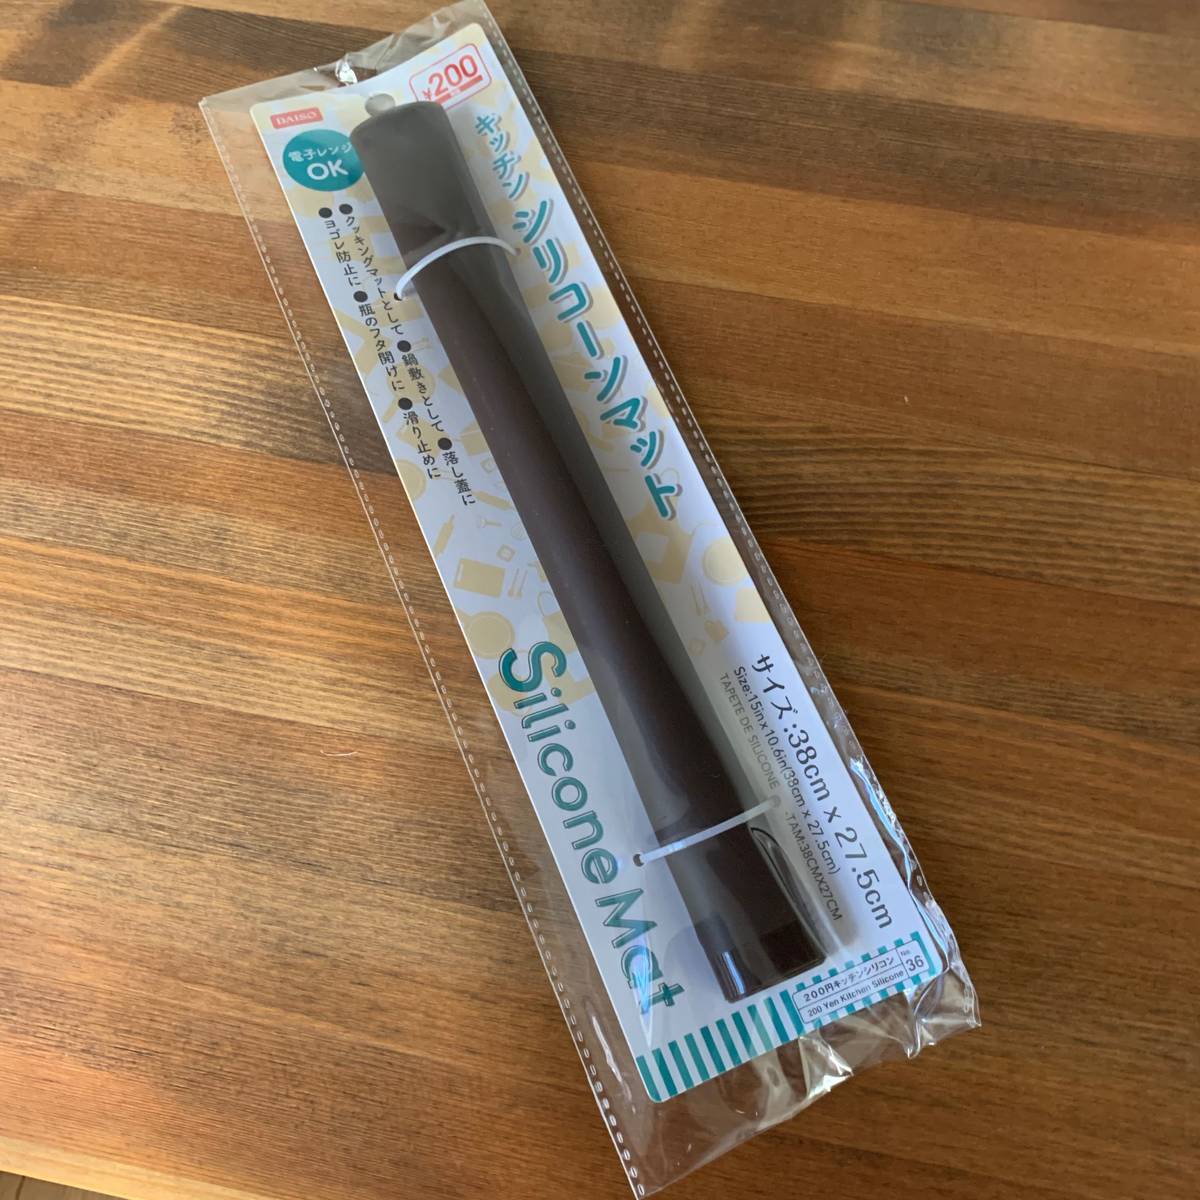 DAISO
¥200
電子レンジ
OK
キッチン シリコーンマット
●クッキングマットとして ●鍋敷きとして ●落し蓋に
●ヨゴレ防止に ●瓶のフタ開けに ●滑り止めに
Silicone Mat
サイズ:38cm x 27.5cm
Size:15in x 10.6in(38cm x 27.5cm)
TAPETE DE SILICONE -TAM:38CMX27CM
200円キッチンシリコン
200 Yen Kitchen Silicone
No.
36